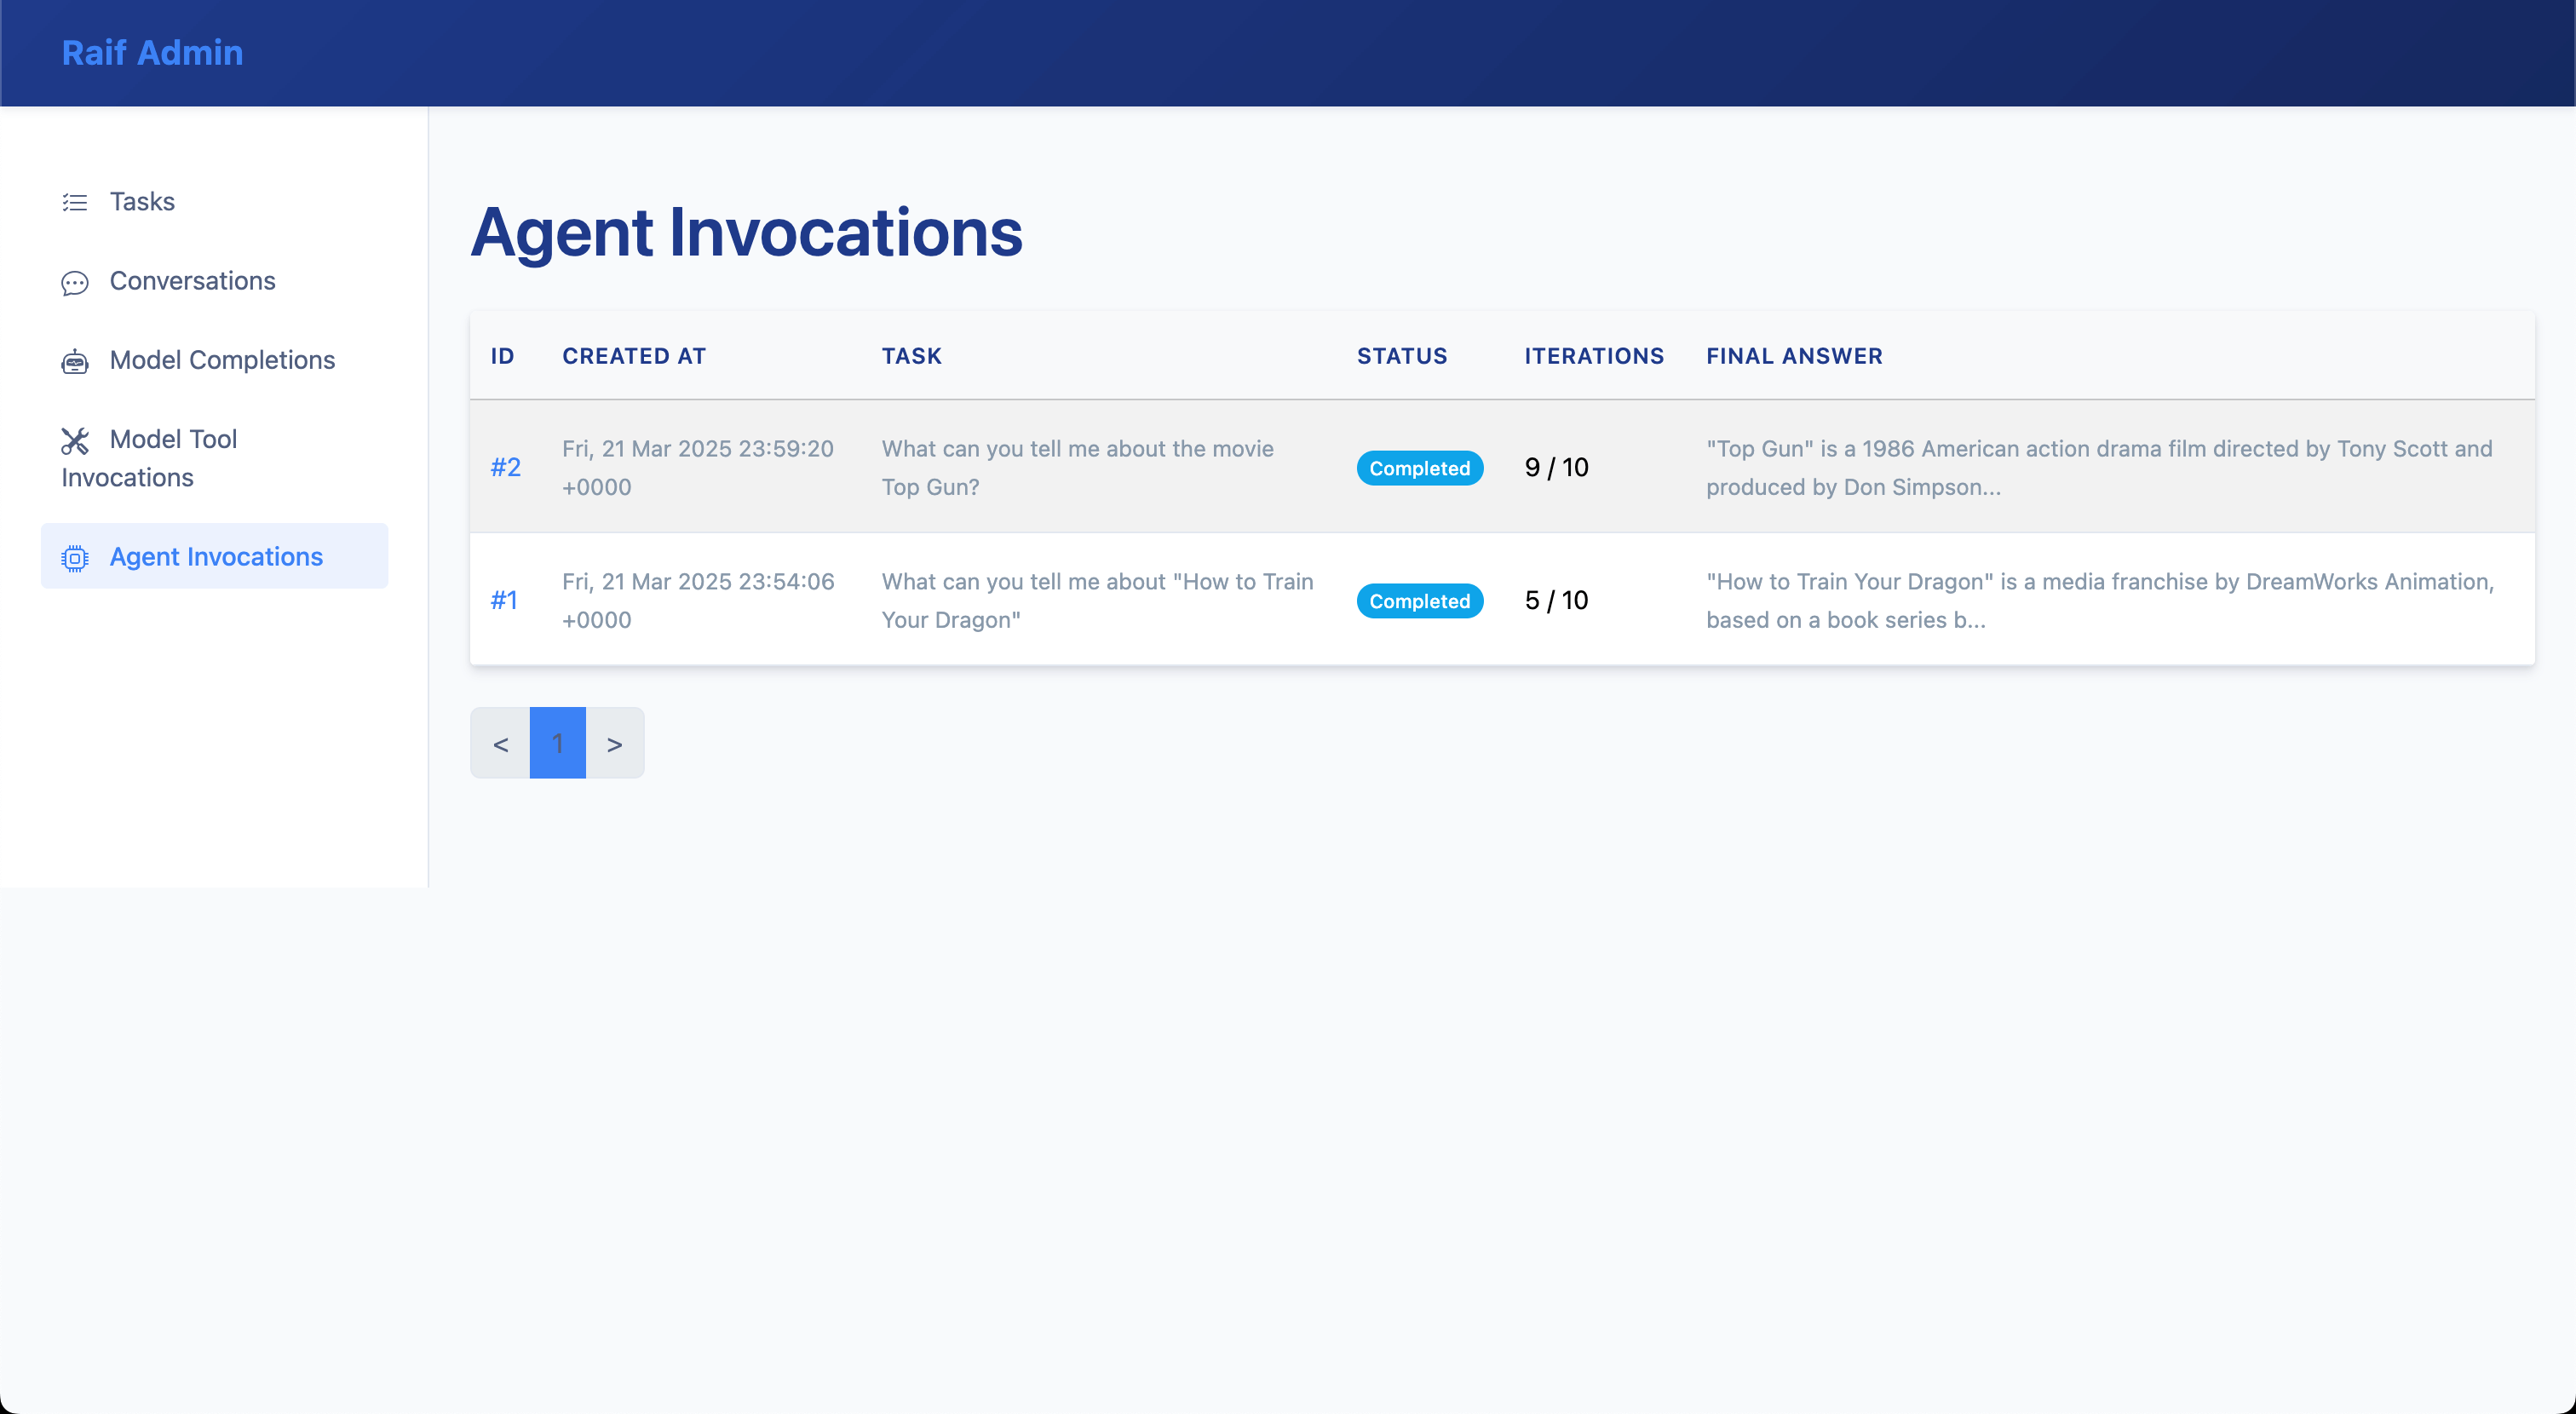 Raif Admin
Tasks
Conversations
Model Completions
Model Tool
Invocations
Agent Invocations
Agent Invocations
ID CREATED AT TASK STATUS ITERATIONS FINAL ANSWER
#2 Fri, 21 Mar 2025 23:59:20 What can you tell me about the movie Completed 9 / 10 "Top Gun" is a 1986 American action drama film directed by Tony Scott and
+0000 Top Gun? produced by Don Simpson...
#1 Fri, 21 Mar 2025 23:54:06 What can you tell me about "How to Train Completed 5 / 10 "How to Train Your Dragon" is a media franchise by DreamWorks Animation,
+0000 Your Dragon" based on a book series b...
< 1 >